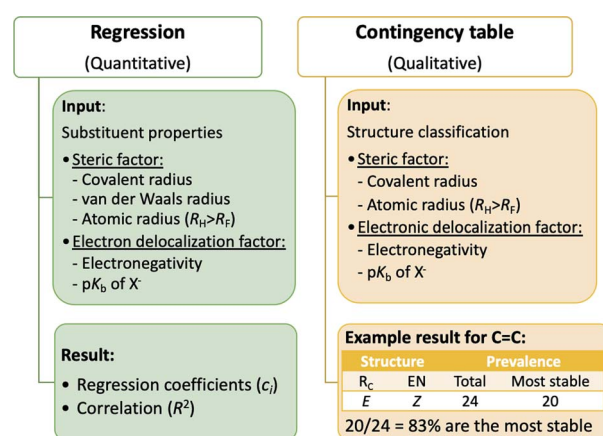 Regression
(Quantitative)
Input:
Substituent properties
• Steric factor:
- Covalent radius
- van der Waals radius
- Atomic radius (RH>RF)
• Electron delocalization factor:
- Electronegativity
- pKb of X-
Result:
• Regression coefficients (ci)
• Correlation (R2)
Contingency table
(Qualitative)
Input:
Structure classification
• Steric factor:
- Covalent radius
- Atomic radius (RH>RF)
• Electronic delocalization factor:
- Electronegativity
- pKb of X-
Example result for C=C:
Structure Prevalence
RC EN Total Most stable
E Z 24 20
20/24 = 83% are the most stable